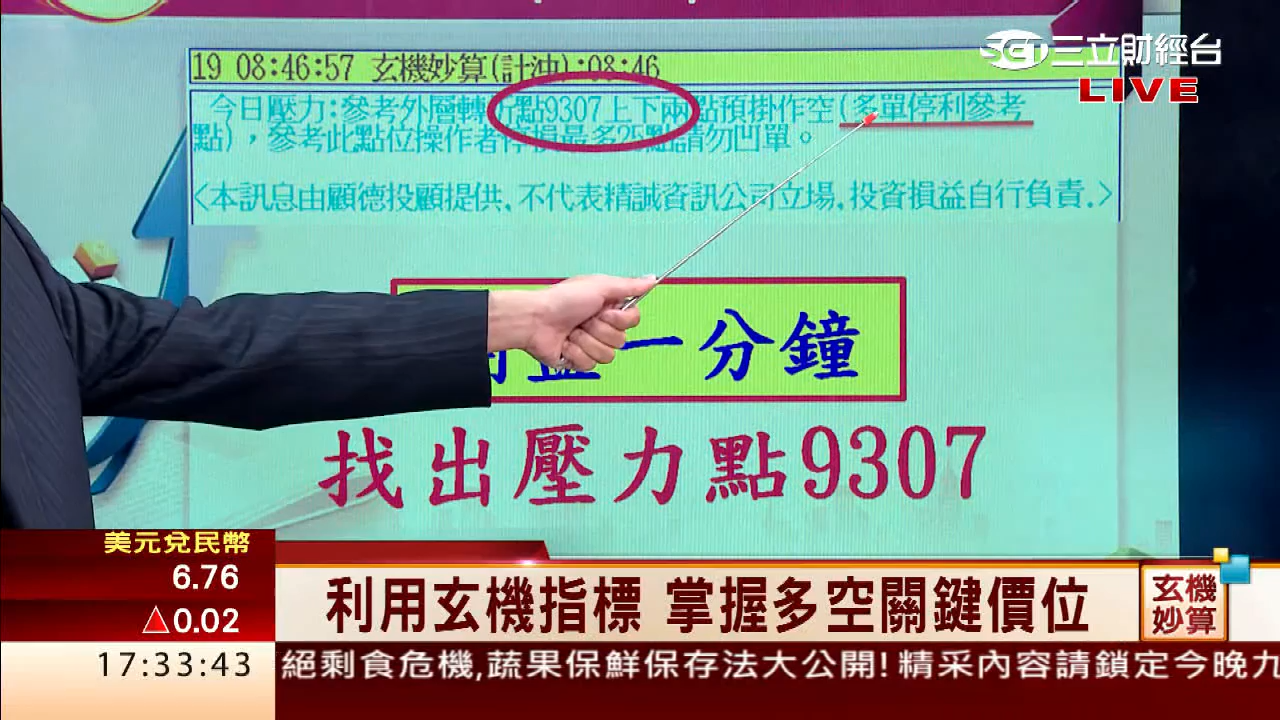 三立財經台
LIVE
19 08:46:57 玄機妙算(計沖):08:46
今日壓力:參考外層轉折點9307上下兩點預掛作空(多單停利參考
點),參考此點位操作者停損最多25點請勿凹單。
<本訊息由顧德投顧提供,不代表精誠資訊公司立場,投資損益自行負責.>
一分鐘
找出壓力點9307
美元兌民幣
6.76
△0.02
利用玄機指標 掌握多空關鍵價位
玄機
妙算
17:33:43
絕剩食危機,蔬果保鮮保存法大公開!精采內容請鎖定今晚九